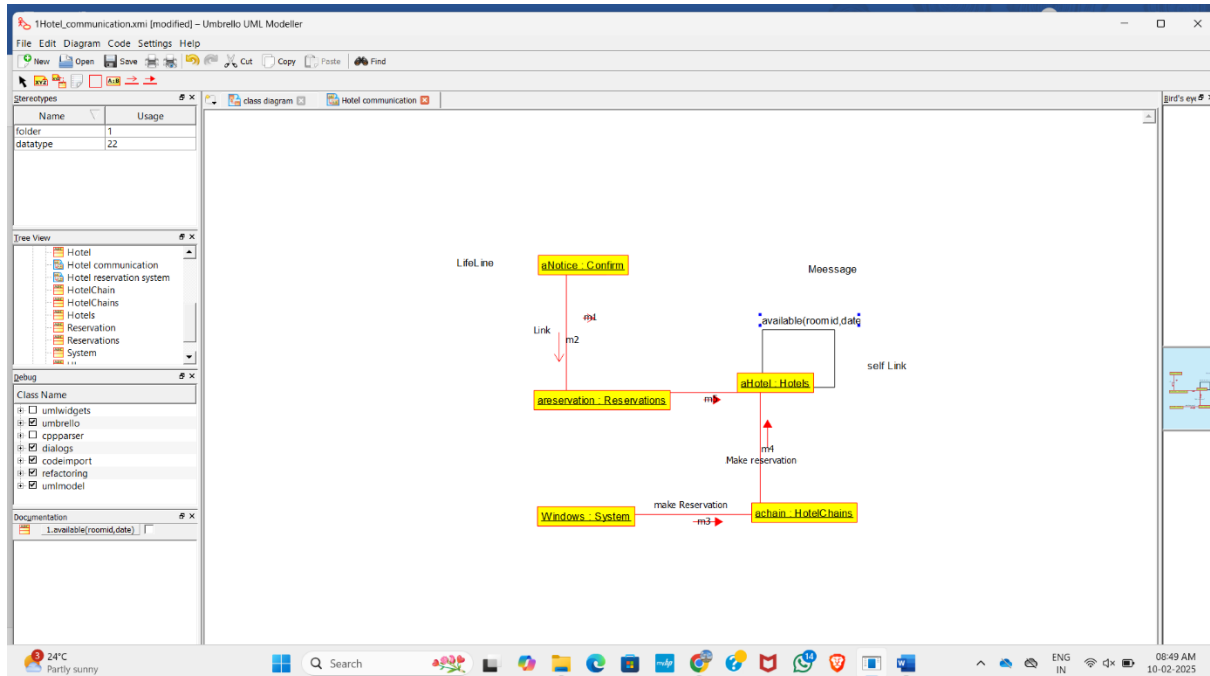 1Hotel_communication.xmi [modified] – Umbrello UML Modeller
File Edit Diagram Code Settings Help
New Open Save Cut Copy Paste Find
Stereotypes
class diagram Hotel communication
Bird's eye
Name Usage
folder 1
datatype 22
Tree View
Hotel
Hotel communication
Hotel reservation system
HotelChain
HotelChains
Hotels
Reservation
Reservations
System
Debug
Class Name
umlwidgets
umbrello
cppparser
dialogs
codeimport
refactoring
umlmodel
Documentation
1.available(roomid,date)
LifeLine
aNotice : Confirm
Meessage
m1
available(roomid,date
Link
m2
self Link
aHotel : Hotels
areservation : Reservations
m4
Make reservation
make Reservation
Windows : System
achain : HotelChains
m3
3
24°C
Partly sunny
Search
14
ENG
IN
08:49 AM
10-02-2025